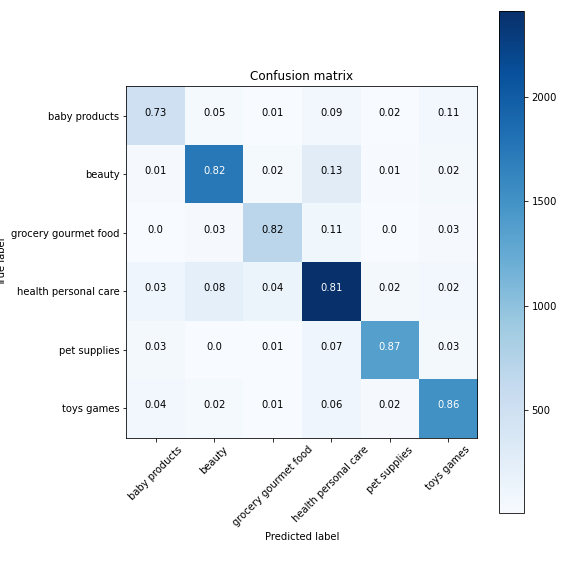 Confusion matrix
baby products 0.73 0.05 0.01 0.09 0.02 0.11
beauty 0.01 0.82 0.02 0.13 0.01 0.02
grocery gourmet food 0.0 0.03 0.82 0.11 0.0 0.03
health personal care 0.03 0.08 0.04 0.81 0.02 0.02
pet supplies 0.03 0.0 0.01 0.07 0.87 0.03
toys games 0.04 0.02 0.01 0.06 0.02 0.86
baby products beauty grocery gourmet food health personal care pet supplies toys games
Predicted label
True label
2000
1500
1000
500